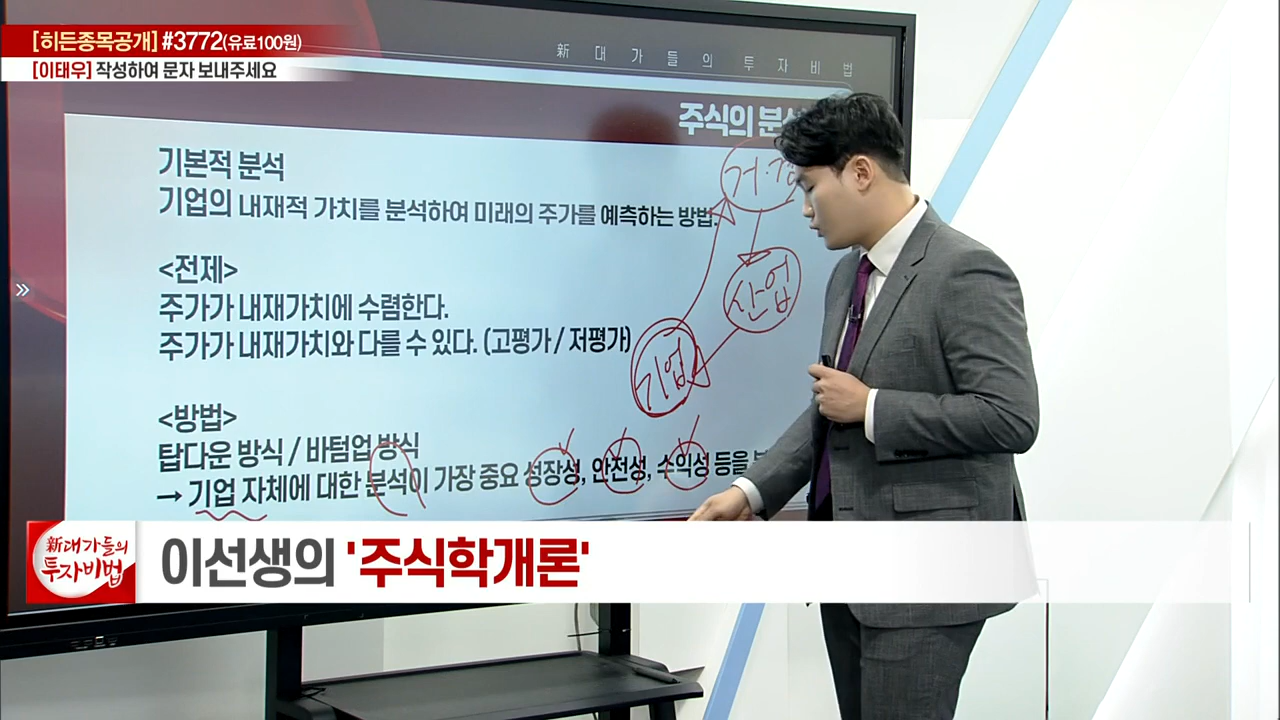 [히든종목공개] #3772(유료100원)
[이태우] 작성하여 문자 보내주세요
新 대가들의 투자비법
주식의 분
기본적 분석
기업의 내재적 가치를 분석하여 미래의 주가를 예측하는 방법.
<전제>
주가가 내재가치에 수렴한다.
주가가 내재가치와 다를 수 있다. (고평가 / 저평가)
거·경
산업
기업
<방법>
탑다운 방식 / 바텀업 방식
→ 기업 자체에 대한 분석이 가장 중요 성장성, 안전성, 수익성 등을
新대가들의
투자비법
이선생의 '주식학개론'